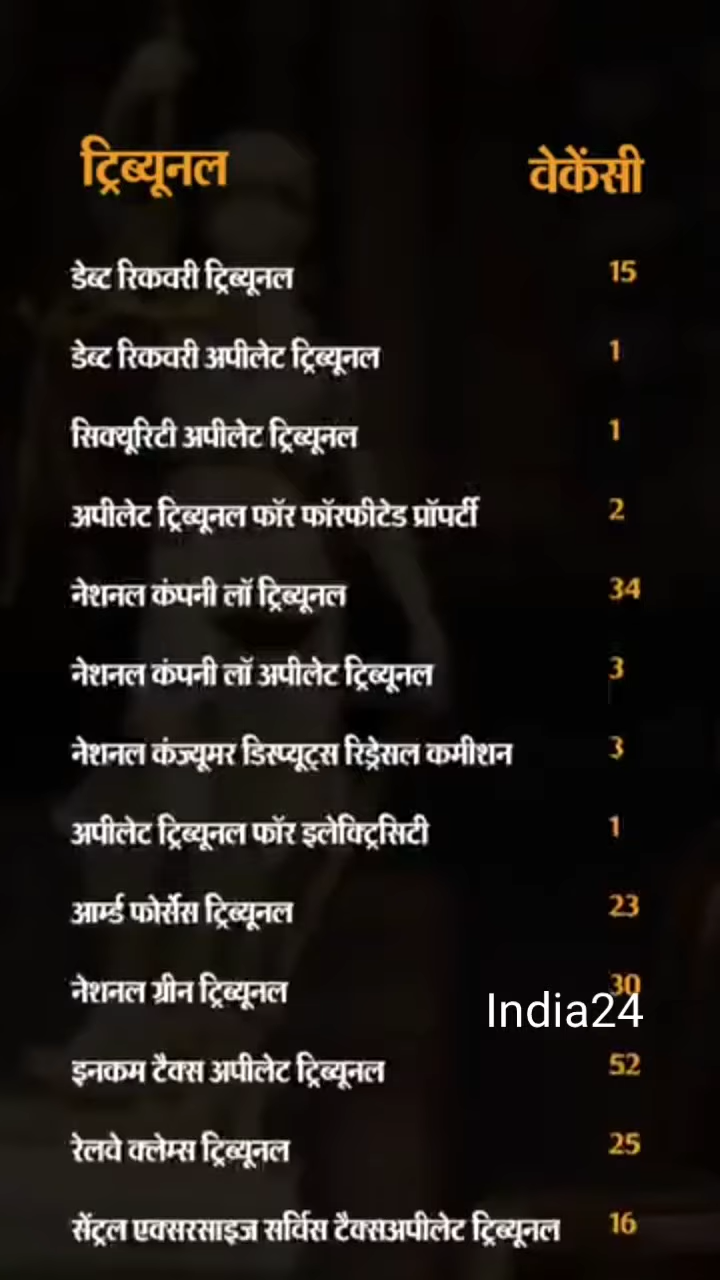 ट्रिब्यूनल वेकेंसी
डेब्ट रिकवरी ट्रिब्यूनल 15
डेब्ट रिकवरी अपीलेट ट्रिब्यूनल 1
सिक्यूरिटी अपीलेट ट्रिब्यूनल 1
अपीलेट ट्रिब्यूनल फॉर फॉरफीटेड प्रॉपर्टी 2
नेशनल कंपनी लॉ ट्रिब्यूनल 34
नेशनल कंपनी लॉ अपीलेट ट्रिब्यूनल 3
नेशनल कंज्यूमर डिस्प्यूट्स रिड्रेसल कमीशन 3
अपीलेट ट्रिब्यूनल फॉर इलेक्ट्रिसिटी 1
आर्म्ड फोर्सेस ट्रिब्यूनल 23
नेशनल ग्रीन ट्रिब्यूनल 30
India24
इनकम टैक्स अपीलेट ट्रिब्यूनल 52
रेलवे क्लेम्स ट्रिब्यूनल 25
सेंट्रल एक्सरसाइज सर्विस टैक्सअपीलेट ट्रिब्यूनल 16